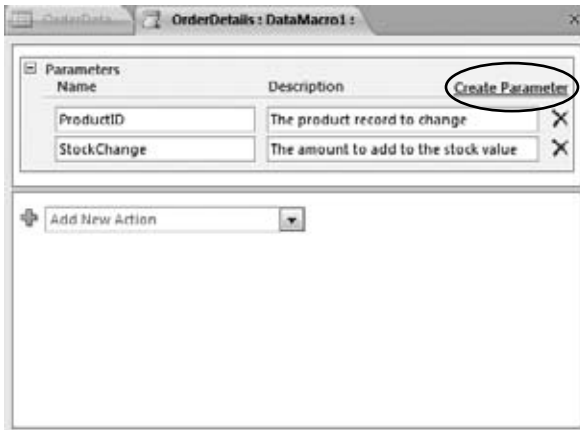 OrderData
OrderDetails : DataMacro1 :
Parameters
Name Description Create Parameter
ProductID The product record to change
StockChange The amount to add to the stock value
Add New Action